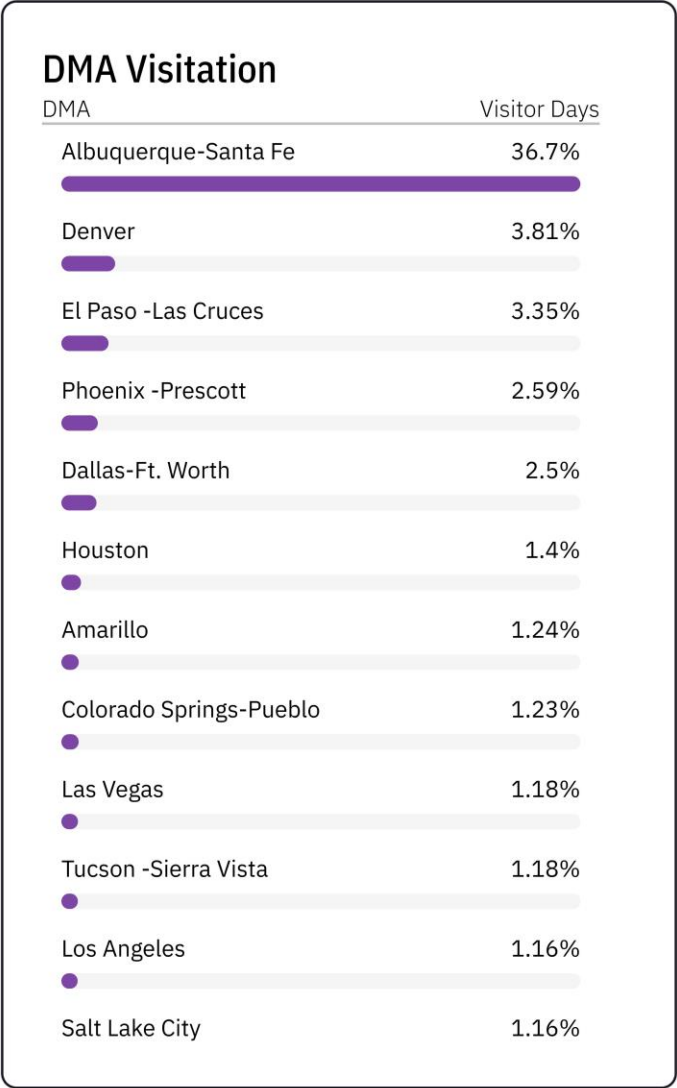 DMA Visitation
DMA Visitor Days
Albuquerque-Santa Fe 36.7%
Denver 3.81%
El Paso -Las Cruces 3.35%
Phoenix -Prescott 2.59%
Dallas-Ft. Worth 2.5%
Houston 1.4%
Amarillo 1.24%
Colorado Springs-Pueblo 1.23%
Las Vegas 1.18%
Tucson -Sierra Vista 1.18%
Los Angeles 1.16%
Salt Lake City 1.16%